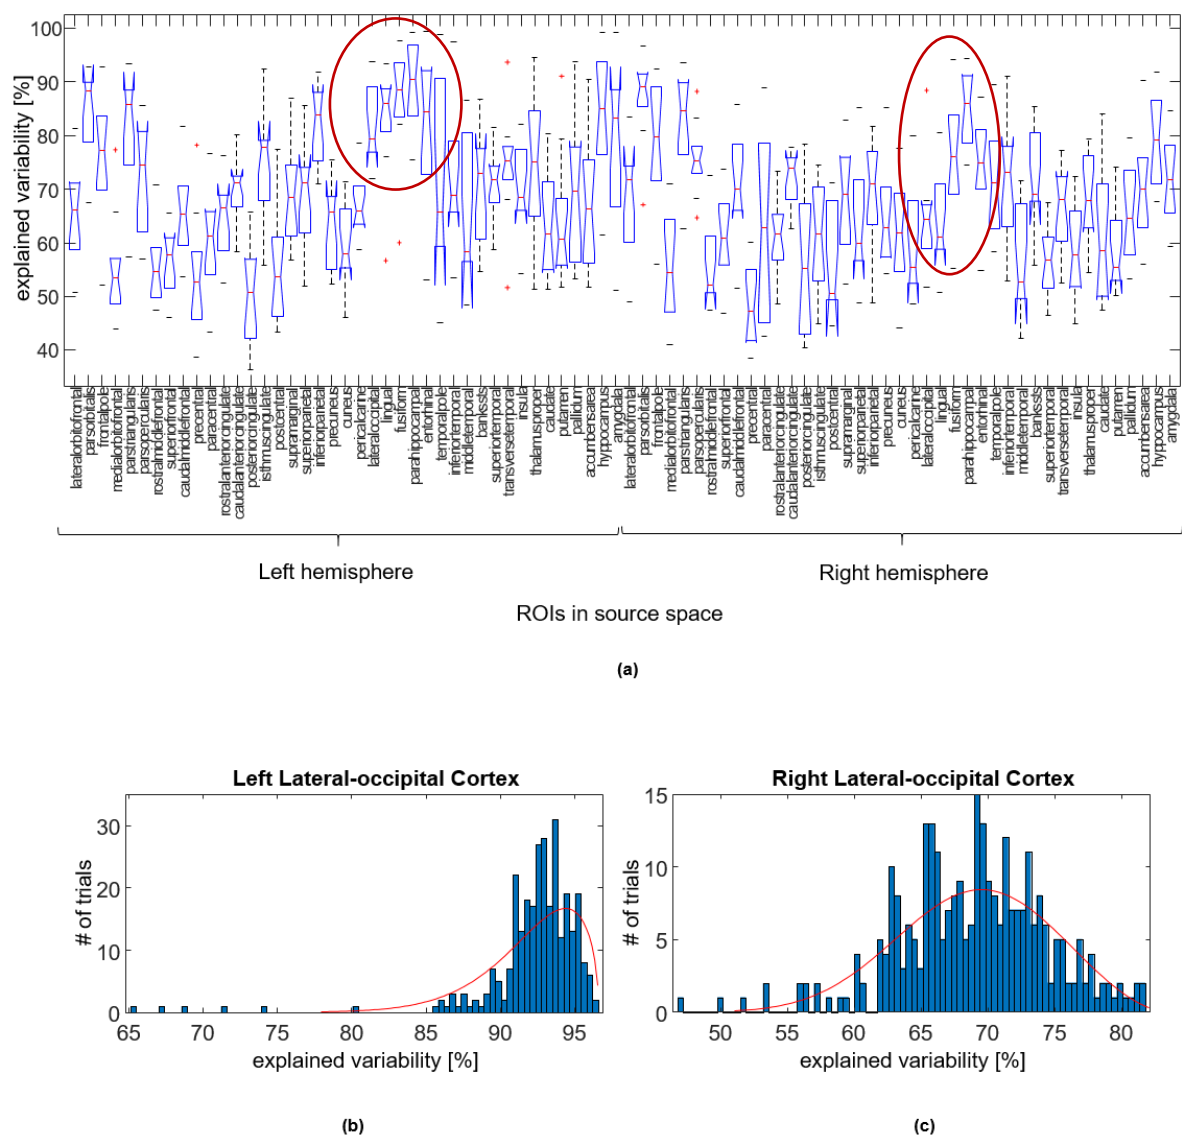 explained variability [%]
100
90
80
70
60
50
40
lateralorbitofrontal
parsorbitalis
frontalpole
medialorbitofrontal
parstriangularis
parsopercularis
rostralmiddlefrontal
superiorfrontal
caudalmiddlefrontal
precentral
paracentral
rostralanteriorcingulate
caudalanteriorcingulate
posteriorcingulate
isthmuscingulate
postcentral
supramarginal
superiorparietal
inferiorparietal
precuneus
cuneus
pericalcarine
lateraloccipital
lingual
fusiform
parahippocampal
entorhinal
temporalpole
inferiortemporal
middletemporal
bankssts
superiortemporal
transversetemporal
insula
thalamusproper
caudate
putamen
pallidum
accumbensarea
hyppocampus
amygdala
lateralorbitofrontal
parsorbitalis
frontalpole
medialorbitofrontal
parstriangularis
parsopercularis
rostralmiddlefrontal
superiorfrontal
caudalmiddlefrontal
precentral
paracentral
rostralanteriorcingulate
caudalanteriorcingulate
posteriorcingulate
isthmuscingulate
postcentral
supramarginal
superiorparietal
inferiorparietal
precuneus
cuneus
pericalcarine
lateraloccipital
lingual
fusiform
parahippocampal
entorhinal
temporalpole
inferiortemporal
middletemporal
bankssts
superiortemporal
transversetemporal
insula
thalamusproper
caudate
putamen
pallidum
accumbensarea
hyppocampus
amygdala
Left hemisphere
Right hemisphere
ROIs in source space
(a)
Left Lateral-occipital Cortex
# of trials
30
20
10
0
65 70 75 80 85 90 95
explained variability [%]
(b)
Right Lateral-occipital Cortex
# of trials
15
10
5
0
50 55 60 65 70 75 80
explained variability [%]
(c)